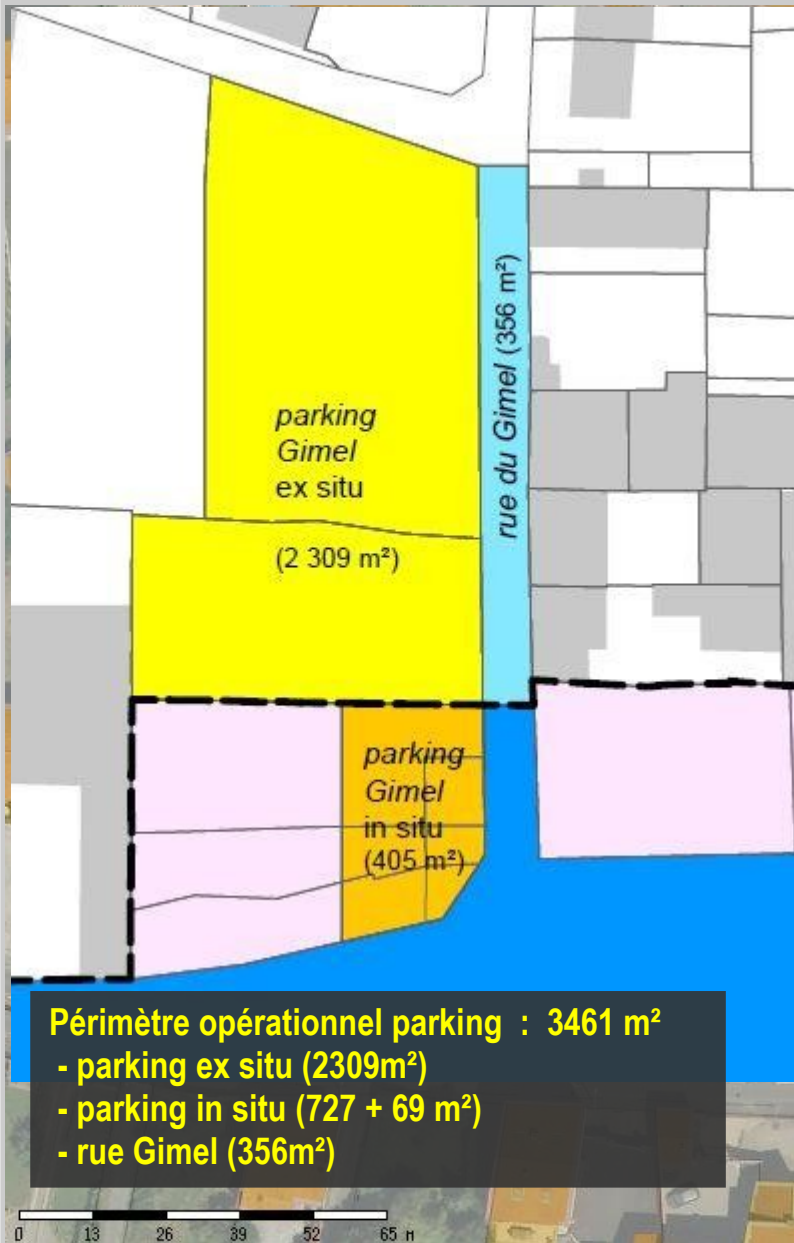 rue du Gimel (356 m²)
parking
Gimel
ex situ
(2 309 m²)
parking
Gimel
in situ
(405 m²)
Périmètre opérationnel parking : 3461 m²
- parking ex situ (2309m²)
- parking in situ (727 + 69 m²)
- rue Gimel (356m²)
0 13 26 39 52 65 M